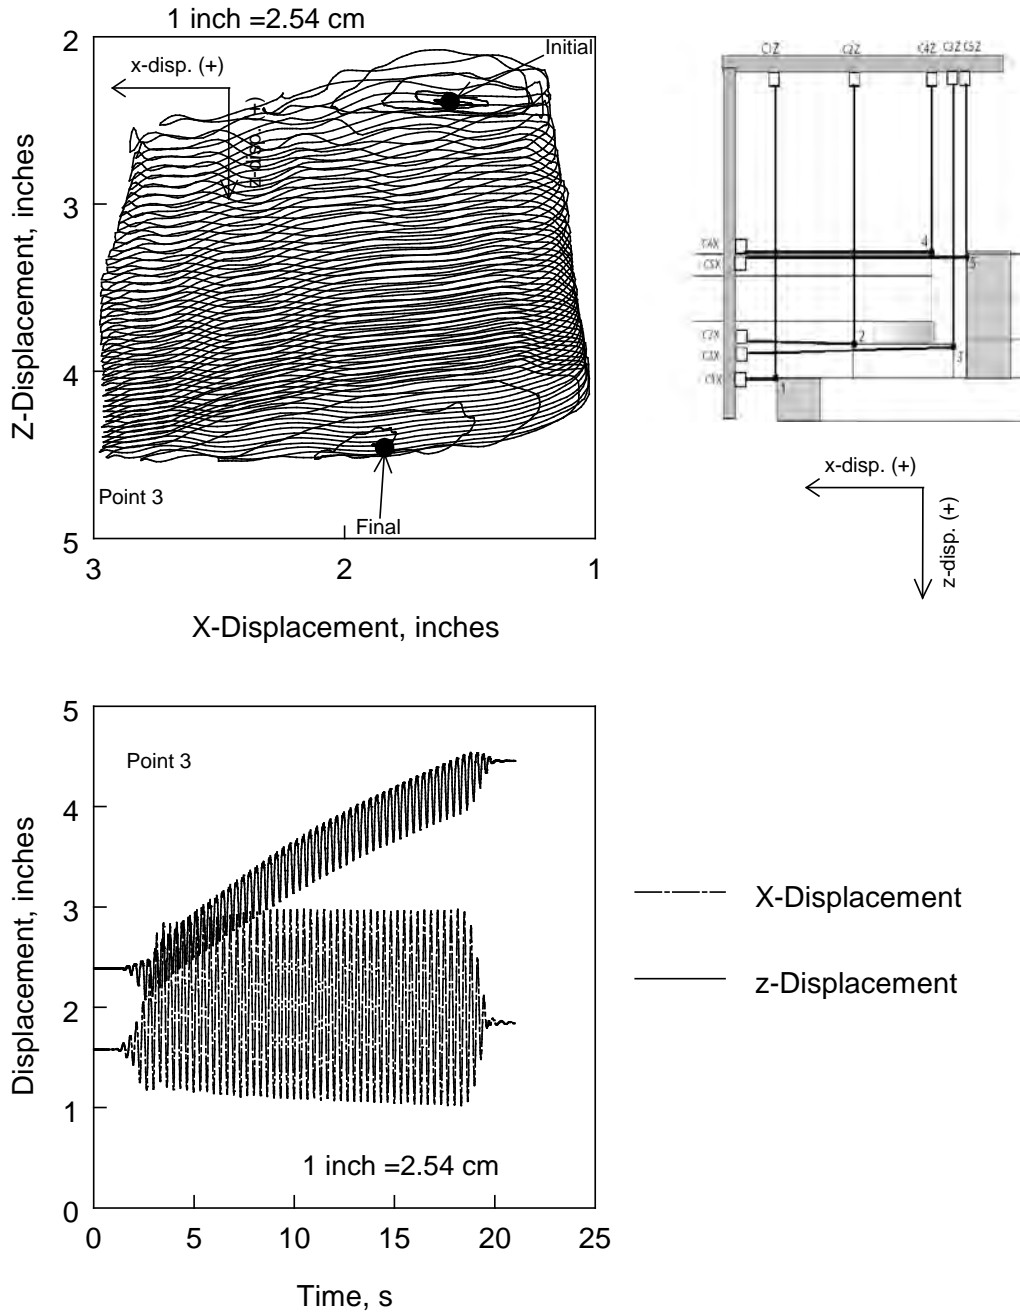 1 inch =2.54 cm
2
3
4
5
Z-Displacement, inches
x-disp. (+)
z-disp. (+)
Initial
Point 3
Final
3
2
1
X-Displacement, inches
C1Z
C2Z
C4Z
C3Z
C5Z
C4X
C5X
C2X
C3X
C1X
4
5
2
3
1
x-disp. (+)
z-disp. (+)
5
4
3
2
1
0
Displacement, inches
Point 3
1 inch =2.54 cm
0
5
10
15
20
25
Time, s
X-Displacement
z-Displacement